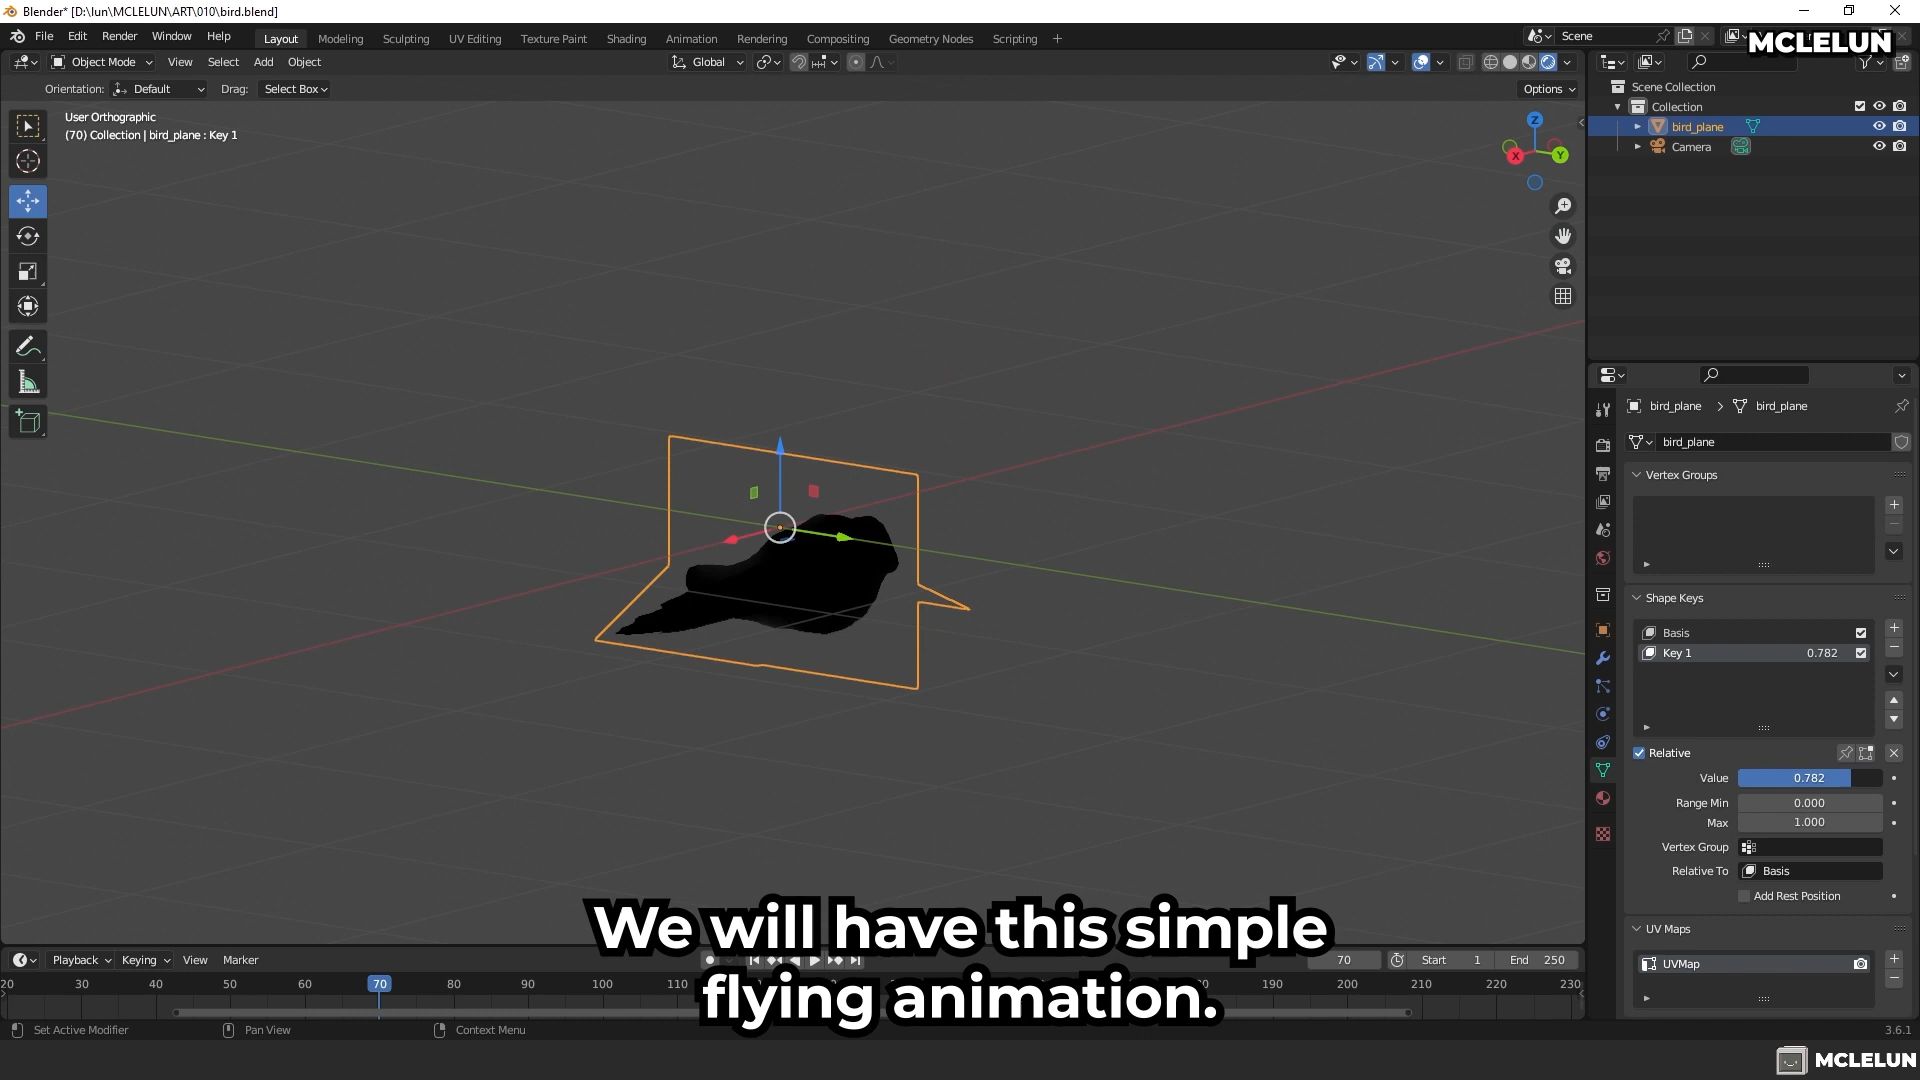 Blender* [D:\lun\MCLELUN\ART\010\bird.blend]
File Edit Render Window Help Layout Modeling Sculpting UV Editing Texture Paint Shading Animation Rendering Compositing Geometry Nodes Scripting + Scene
MCLELUN
Object Mode View Select Add Object Global
Orientation: Default Drag: Select Box Options
User Orthographic
(70) Collection | bird_plane : Key 1
Z
X
Y
Scene Collection
Collection
bird_plane
Camera
bird_plane > bird_plane
bird_plane
Vertex Groups
Shape Keys
Basis
Key 1 0.782
Relative
Value 0.782
Range Min 0.000
Max 1.000
Vertex Group
Relative To Basis
Add Rest Position
UV Maps
UVMap
We will have this simple
flying animation.
Playback Keying View Marker 70 Start 1 End 250
20 30 40 50 60 70 80 90 100 110 190 200 210 220 230
Set Active Modifier Pan View Context Menu 3.6.1
MCLELUN